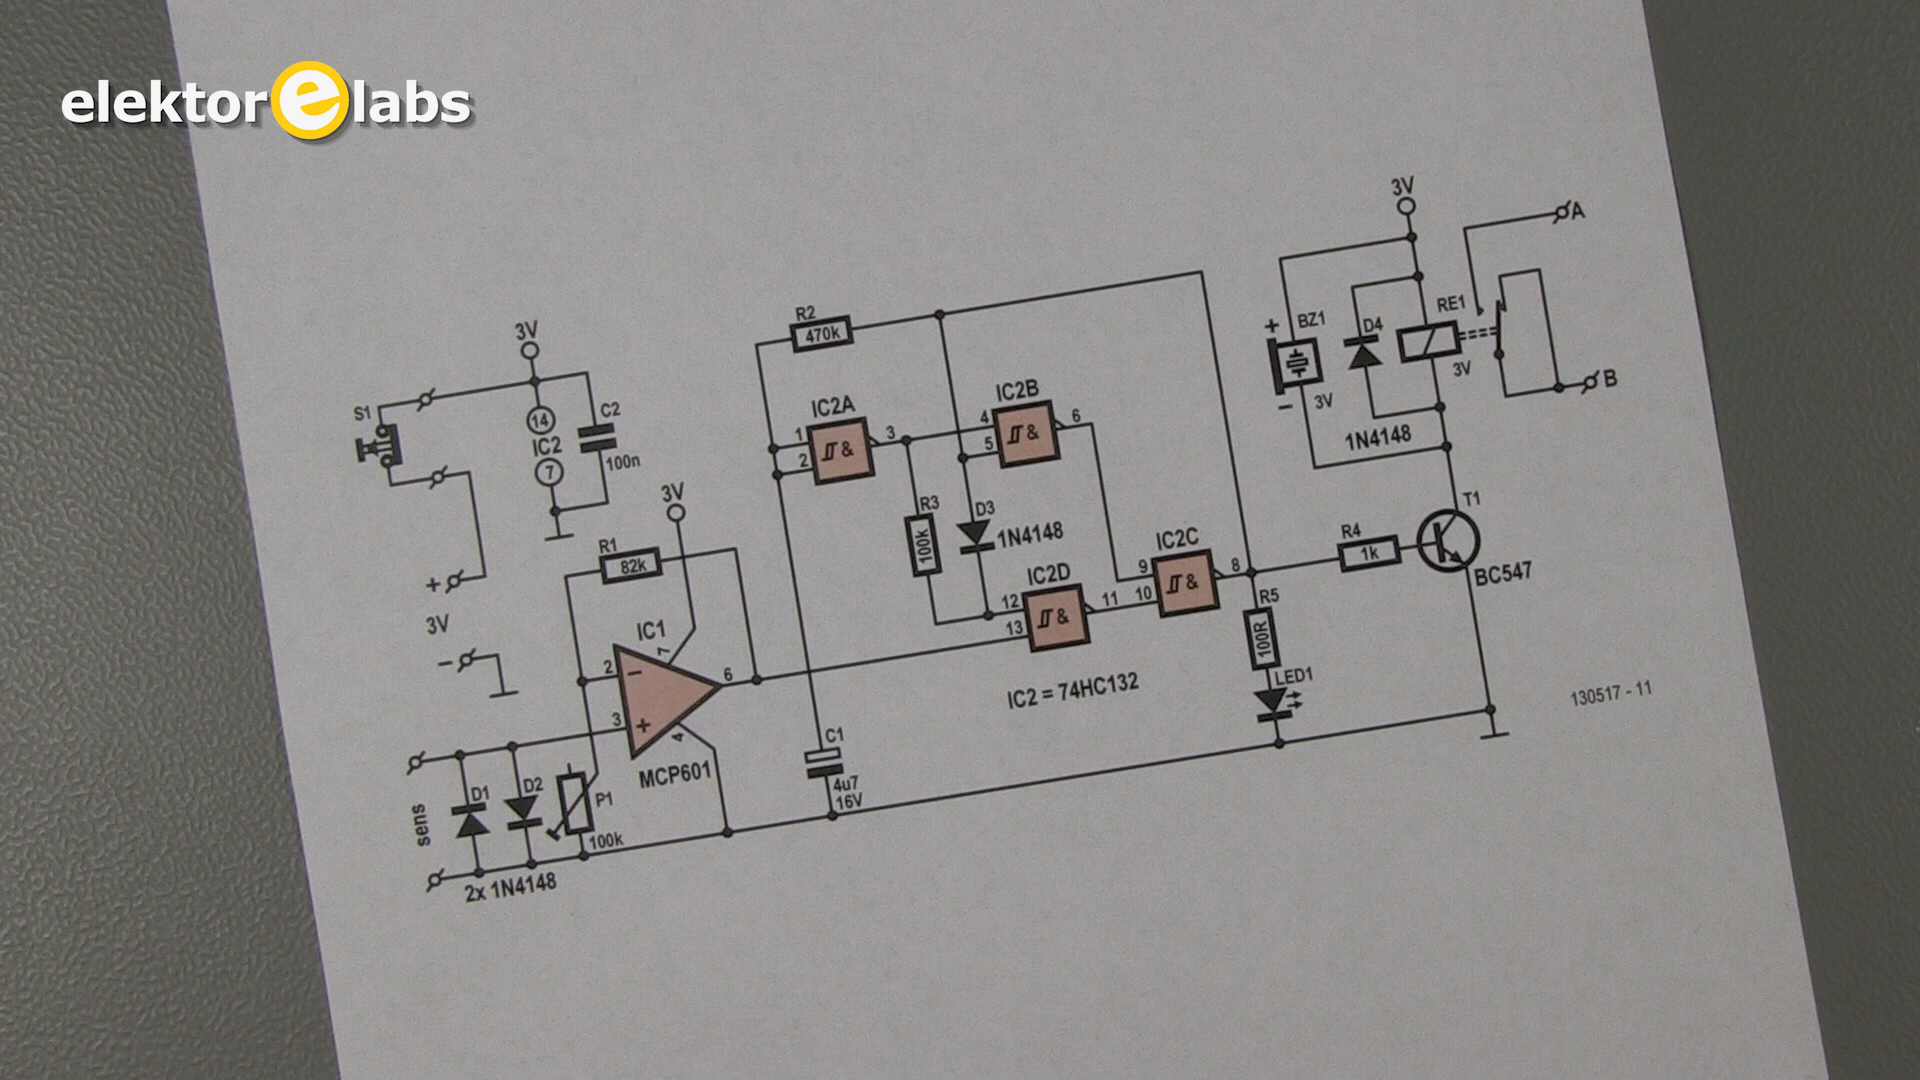 elektor e labs
3V
S1
14
IC2
7
C2
100n
+
3V
−
3V
R1
82k
IC1
2
−
7
6
3
+
4
MCP601
sens
D1
D2
P1
100k
2x 1N4148
R2
470k
IC2A
1
2
&
3
IC2B
4
5
&
6
R3
100k
D3
1N4148
IC2D
12
13
&
11
IC2C
9
10
&
8
IC2 = 74HC132
C1
4u7
16V
R5
100R
LED1
R4
1k
T1
BC547
3V
+
BZ1
−
3V
D4
1N4148
RE1
3V
A
B
130517 - 11